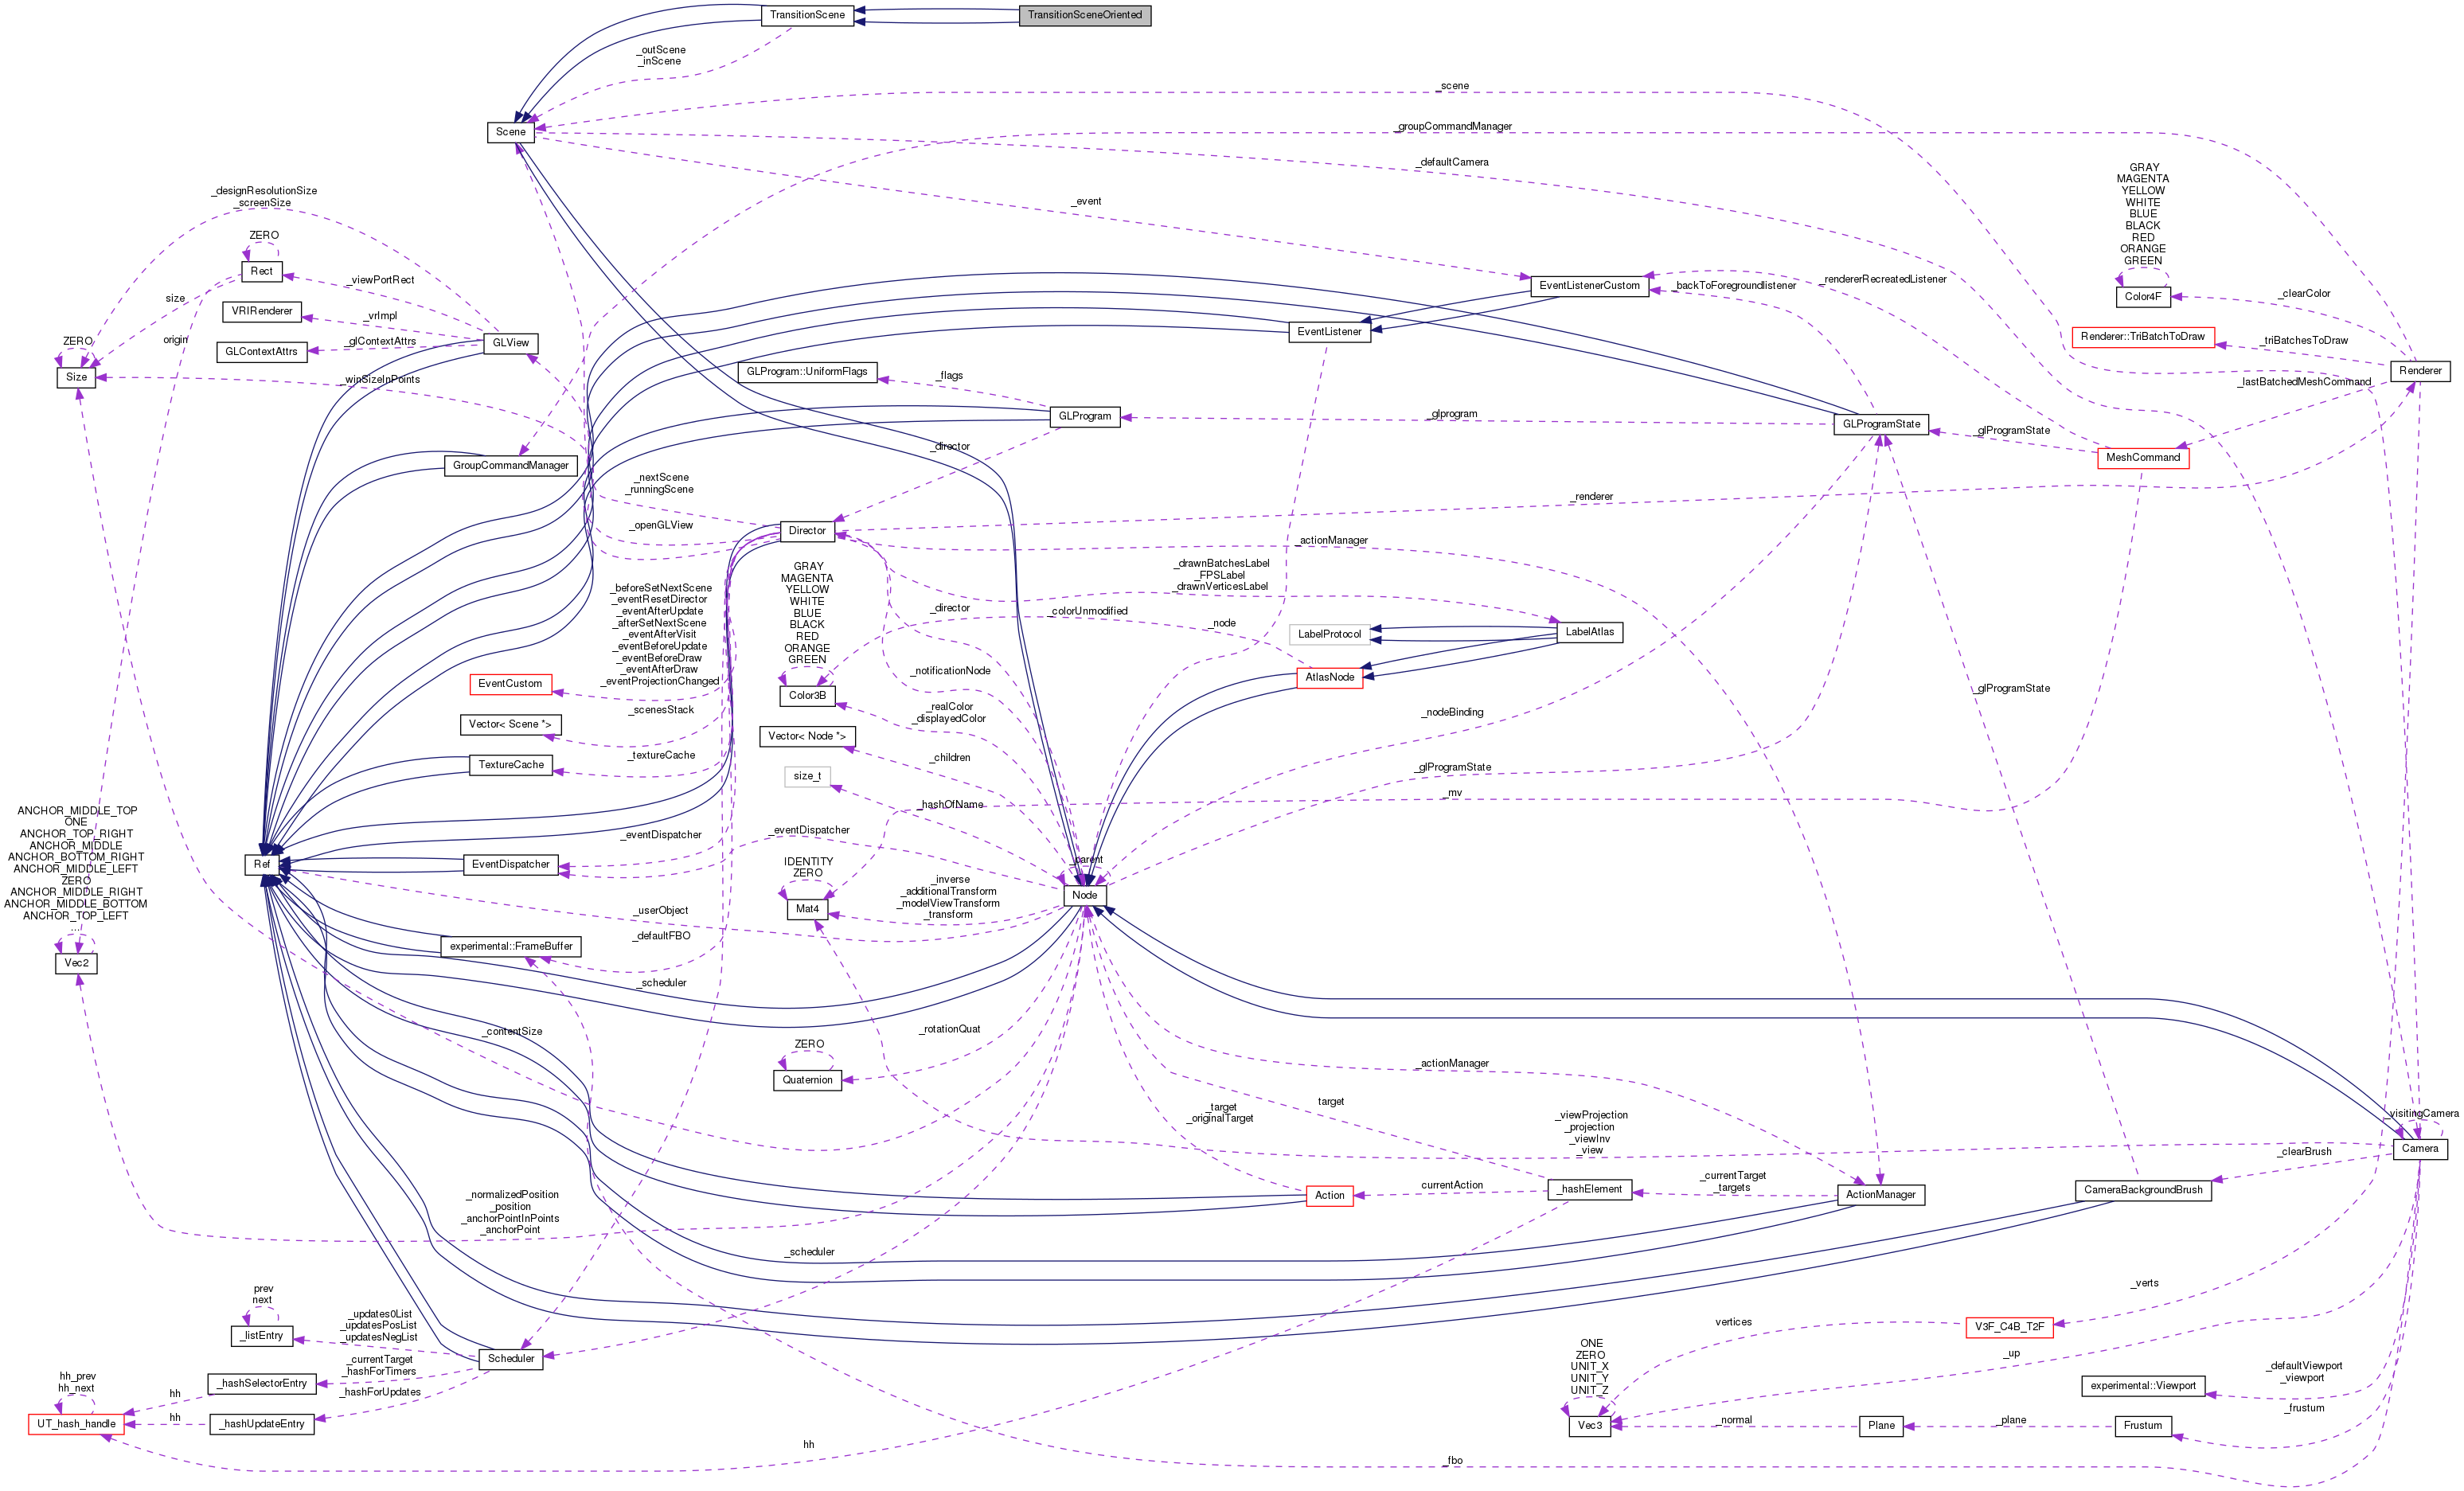 TransitionScene
TransitionSceneOriented
_outScene
_inScene
_scene
Scene
_groupCommandManager
_defaultCamera
GRAY
MAGENTA
YELLOW
WHITE
BLUE
BLACK
RED
ORANGE
GREEN
_designResolutionSize
_screenSize
_event
ZERO
Rect
_viewPortRect
_rendererRecreatedListener
EventListenerCustom
_backToForegroundlistener
Color4F
_clearColor
size
VRIRenderer
_vrImpl
EventListener
Renderer::TriBatchToDraw
_triBatchesToDraw
origin
ZERO
GLContextAttrs
_glContextAttrs
GLView
Size
_winSizeInPoints
GLProgram::UniformFlags
_flags
Renderer
_lastBatchedMeshCommand
GLProgram
_glprogram
GLProgramState
_glProgramState
MeshCommand
_director
GroupCommandManager
_nextScene
_runningScene
_renderer
_openGLView
Director
_actionManager
GRAY
MAGENTA
YELLOW
WHITE
BLUE
BLACK
RED
ORANGE
GREEN
_drawnBatchesLabel
_FPSLabel
_drawnVerticesLabel
_beforeSetNextScene
_eventResetDirector
_eventAfterUpdate
_afterSetNextScene
_eventAfterVisit
_eventBeforeUpdate
_eventBeforeDraw
_eventAfterDraw
_eventProjectionChanged
_director
_colorUnmodified
_node
LabelProtocol
LabelAtlas
EventCustom
Color3B
_notificationNode
AtlasNode
_glProgramState
_scenesStack
Vector< Scene *>
_realColor
_displayedColor
_nodeBinding
Vector< Node *>
_children
_textureCache
TextureCache
size_t
_glProgramState
_hashOfName
_mv
ANCHOR_MIDDLE_TOP
ONE
ANCHOR_TOP_RIGHT
ANCHOR_MIDDLE
ANCHOR_BOTTOM_RIGHT
ANCHOR_MIDDLE_LEFT
ZERO
ANCHOR_MIDDLE_RIGHT
ANCHOR_MIDDLE_BOTTOM
ANCHOR_TOP_LEFT
...
_eventDispatcher
_eventDispatcher
Ref
EventDispatcher
IDENTITY
ZERO
_parent
Node
_inverse
_additionalTransform
_modelViewTransform
_transform
Mat4
_userObject
_defaultFBO
experimental::FrameBuffer
Vec2
_scheduler
_contentSize
_rotationQuat
ZERO
Quaternion
_actionManager
_target
_originalTarget
target
_viewProjection
_projection
_viewInv
_view
_visitingCamera
Camera
_clearBrush
_normalizedPosition
_position
_anchorPointInPoints
_anchorPoint
Action
currentAction
_hashElement
_currentTarget
_targets
ActionManager
CameraBackgroundBrush
_scheduler
prev
next
_listEntry
_updates0List
_updatesPosList
_updatesNegList
Scheduler
_verts
vertices
V3F_C4B_T2F
ONE
ZERO
UNIT_X
UNIT_Y
UNIT_Z
_up
_currentTarget
_hashForTimers
_hashSelectorEntry
_hashForUpdates
hh_prev
hh_next
hh
UT_hash_handle
hh
_hashUpdateEntry
_defaultViewport
_viewport
experimental::Viewport
_frustum
Vec3
_normal
Plane
_plane
Frustum
hh
_fbo